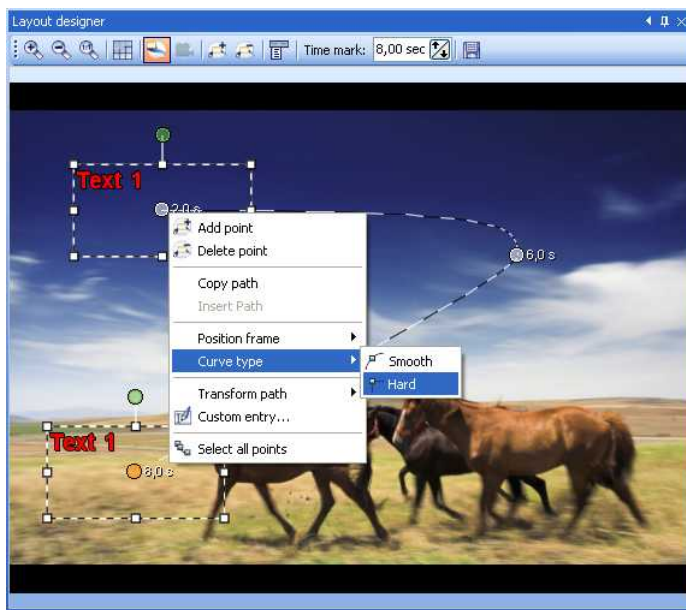 Layout designer
Time mark: 8,00 sec
Text 1
2,0 s
Add point
Delete point
6,0 s
Copy path
Insert Path
Position frame
Curve type
Smooth
Hard
Transform path
Custom entry...
Text 1
Select all points
8,0 s